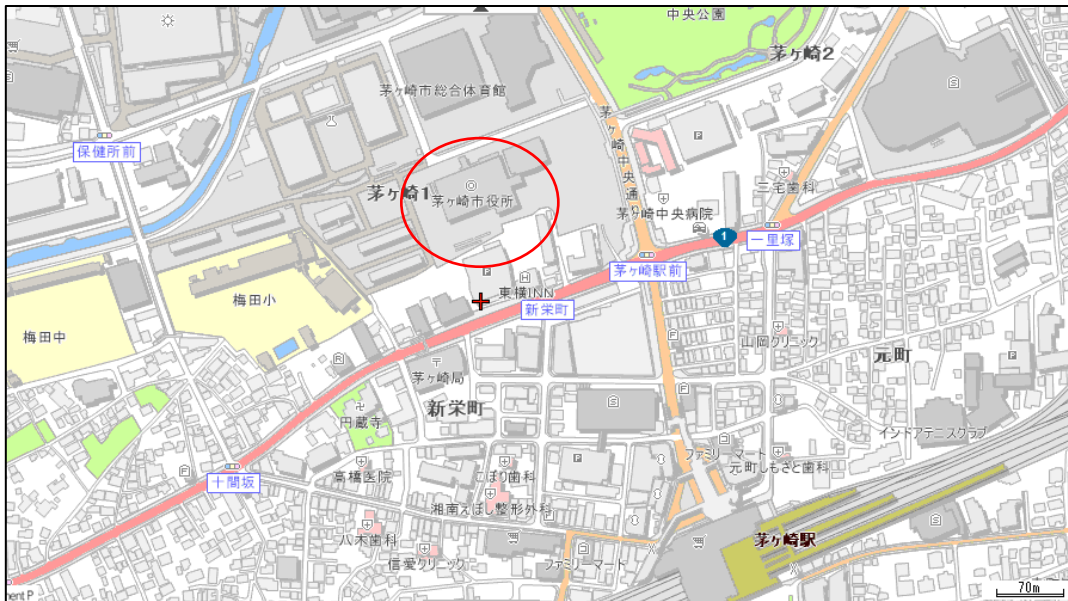 中央公園
茅ヶ崎2
茅ヶ崎市総合体育館
茅ヶ崎中央通り
保健所前
三宅歯科
茅ヶ崎1
茅ヶ崎市役所
茅ヶ崎中央病院
1
一里塚
茅ヶ崎駅前
東横INN
新栄町
梅田小
梅田中
山岡クリニック
元町
茅ヶ崎局
新栄町
円蔵寺
インドアテニスクラブ
ファミリーマート
元町しもざと歯科
高橋医院
こぼり歯科
十間坂
湘南えぼし整形外科
八木歯科
茅ヶ崎駅
信愛クリニック
ファミリーマート
70m